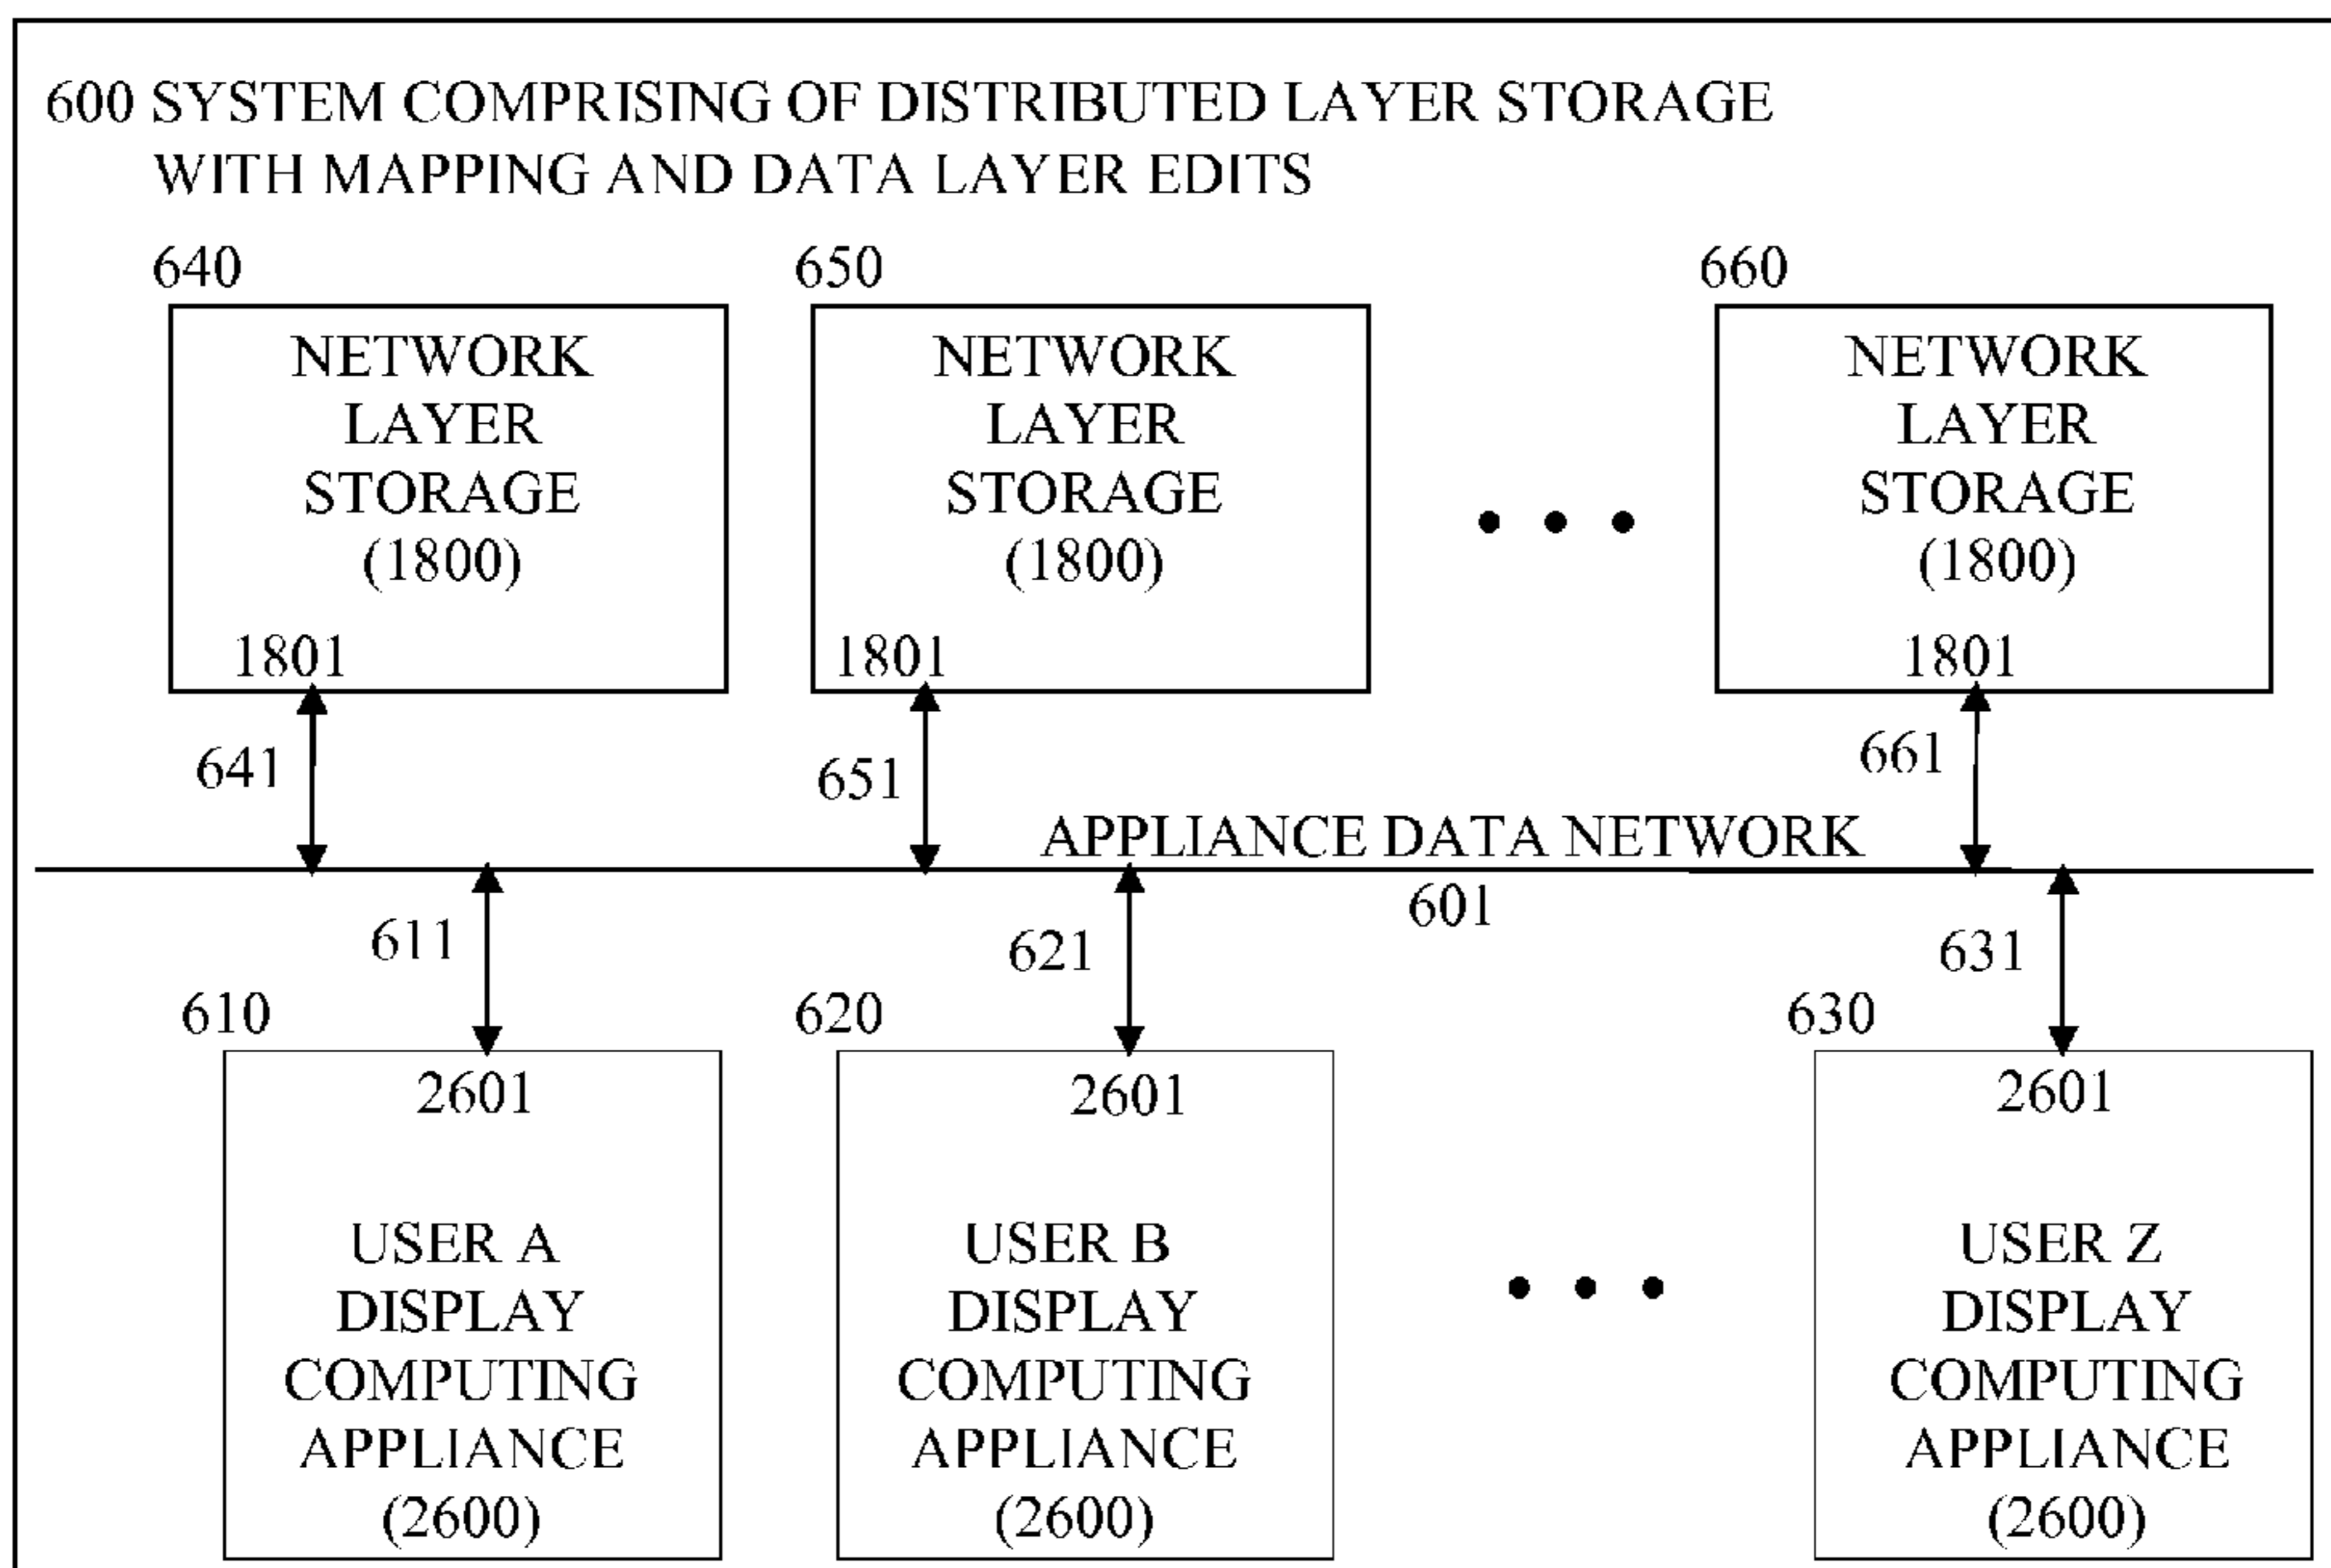 600 SYSTEM COMPRISING OF DISTRIBUTED LAYER STORAGE
WITH MAPPING AND DATA LAYER EDITS
640
650
660
NETWORK
LAYER
STORAGE
(1800)
1801
NETWORK
LAYER
STORAGE
(1800)
1801
NETWORK
LAYER
STORAGE
(1800)
1801
641
651
661
APPLIANCE DATA NETWORK
601
611
621
631
610
620
630
2601
USER A
DISPLAY
COMPUTING
APPLIANCE
(2600)
2601
USER B
DISPLAY
COMPUTING
APPLIANCE
(2600)
2601
USER Z
DISPLAY
COMPUTING
APPLIANCE
(2600)